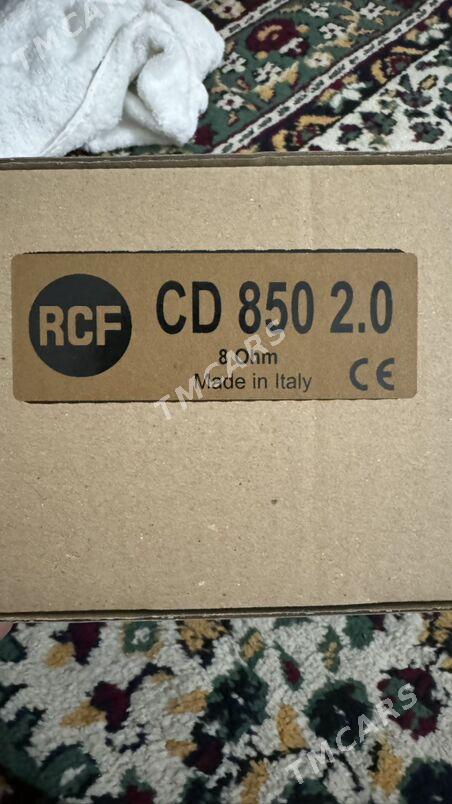 TMCARS
RCF
CD 850 2.0
8 Ohm
Made in Italy
CE
TMCARS
TMCARS